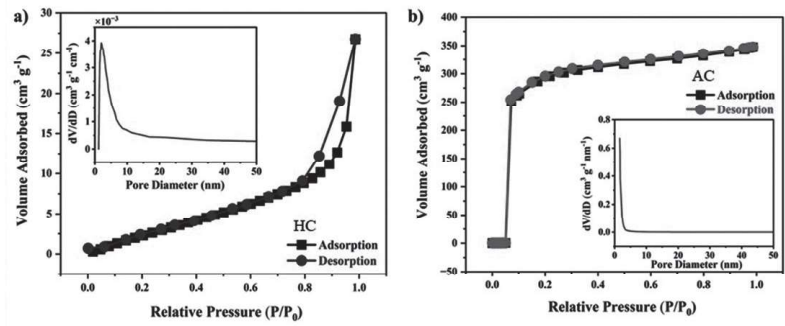 a)
Volume Adsorbed (cm³ g⁻¹)
30
25
20
15
10
5
0
0.0 0.2 0.4 0.6 0.8 1.0
Relative Pressure (P/P₀)
HC
Adsorption
Desorption
×10⁻³
dV/dD (cm³ g⁻¹ cm⁻¹)
4
3
2
1
0
0 10 20 30 40 50
Pore Diameter (nm)
b)
Volume Adsorbed (cm³ g⁻¹)
400
350
300
250
200
150
100
50
0
−50
0.0 0.2 0.4 0.6 0.8 1.0
Relative Pressure (P/P₀)
AC
Adsorption
Desorption
dV/dD (cm³ g⁻¹ nm⁻¹)
0.8
0.6
0.4
0.2
0.0
0 10 20 30 40 50
Pore Diameter (nm)